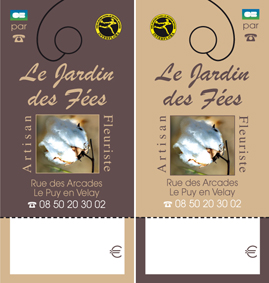 par
☎
Le Jardin
des Fées
Artisan
Fleuriste
Rue des Arcades
Le Puy en Velay
☎ 08 50 20 30 02
€
par
☎
Le Jardin
des Fées
Artisan
Fleuriste
Rue des Arcades
Le Puy en Velay
☎ 08 50 20 30 02
€